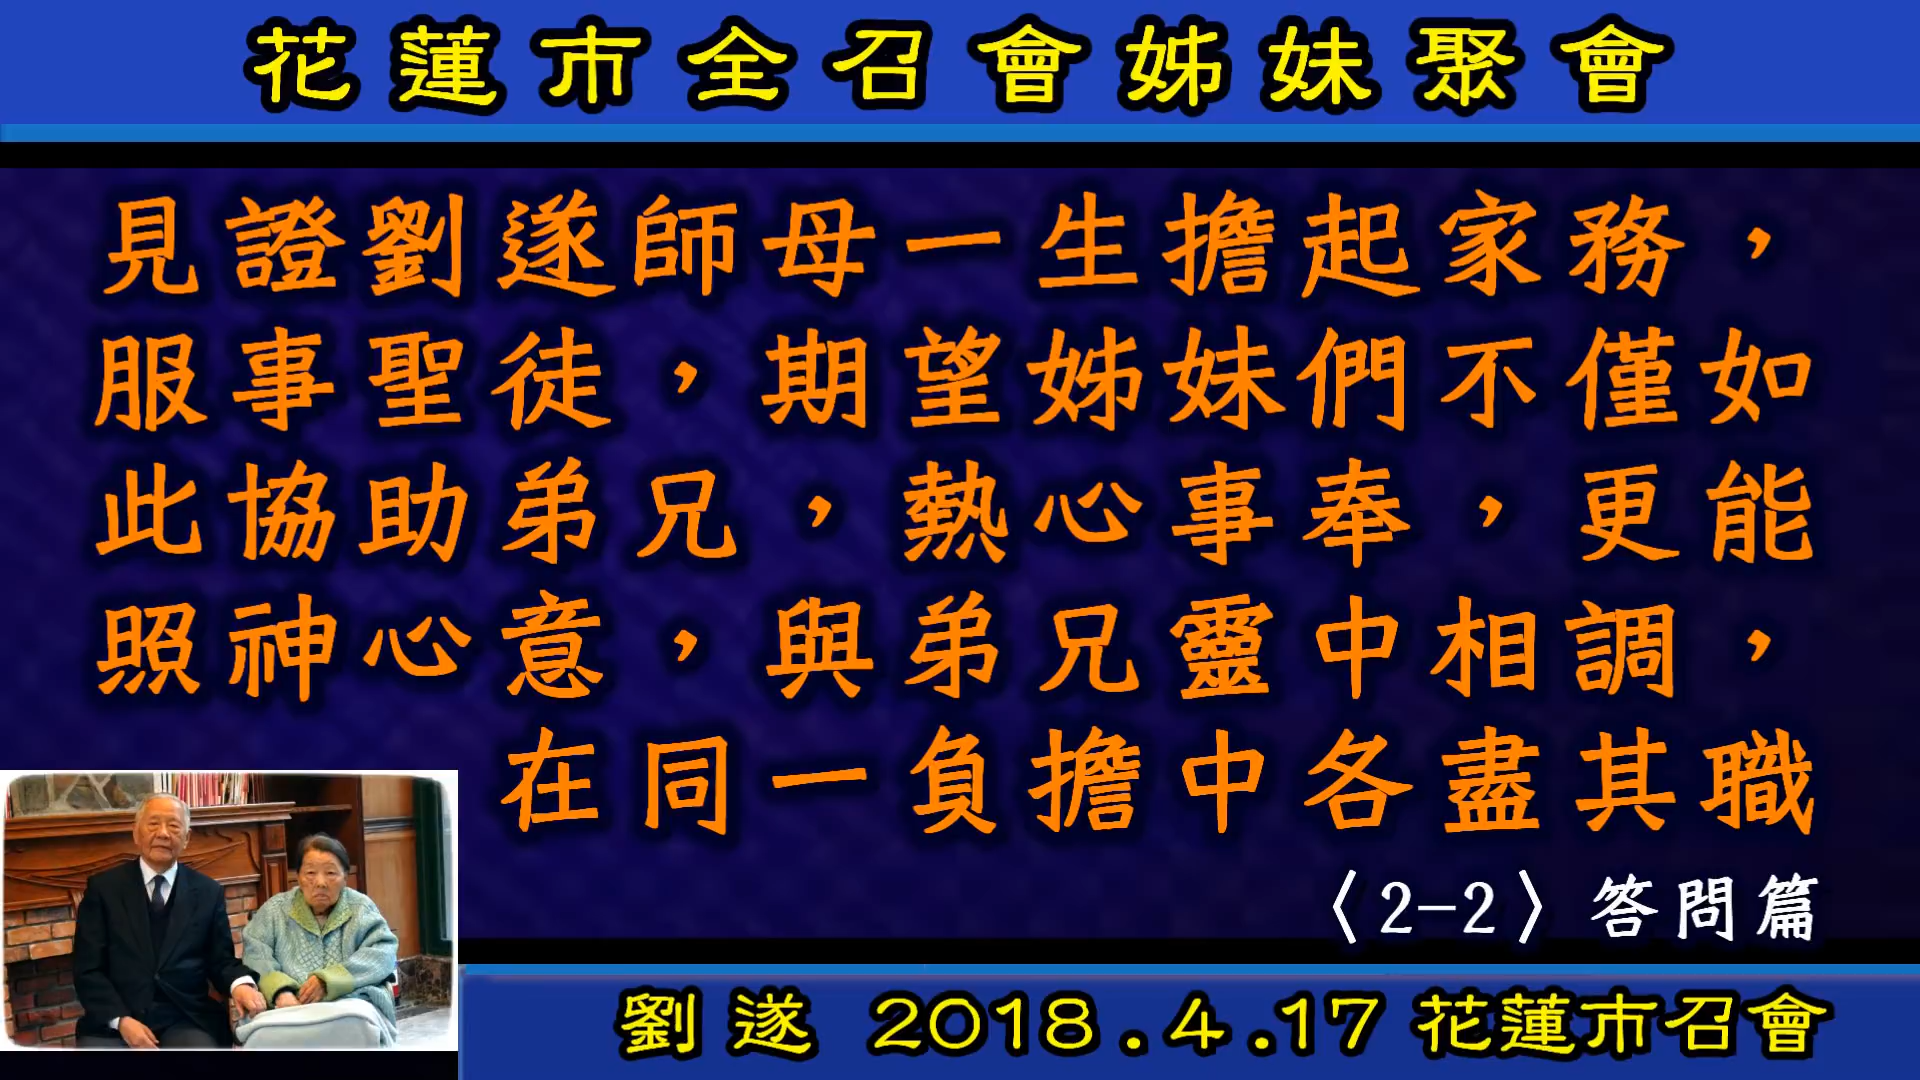 花蓮市全召會姊妹聚會
見證劉遂師母一生擔起家務，
服事聖徒，期望姊妹們不僅如
此協助弟兄，熱心事奉，更能
照神心意，與弟兄靈中相調，
在同一負擔中各盡其職
〈2-2〉答問篇
劉遂 2018.4.17 花蓮市召會